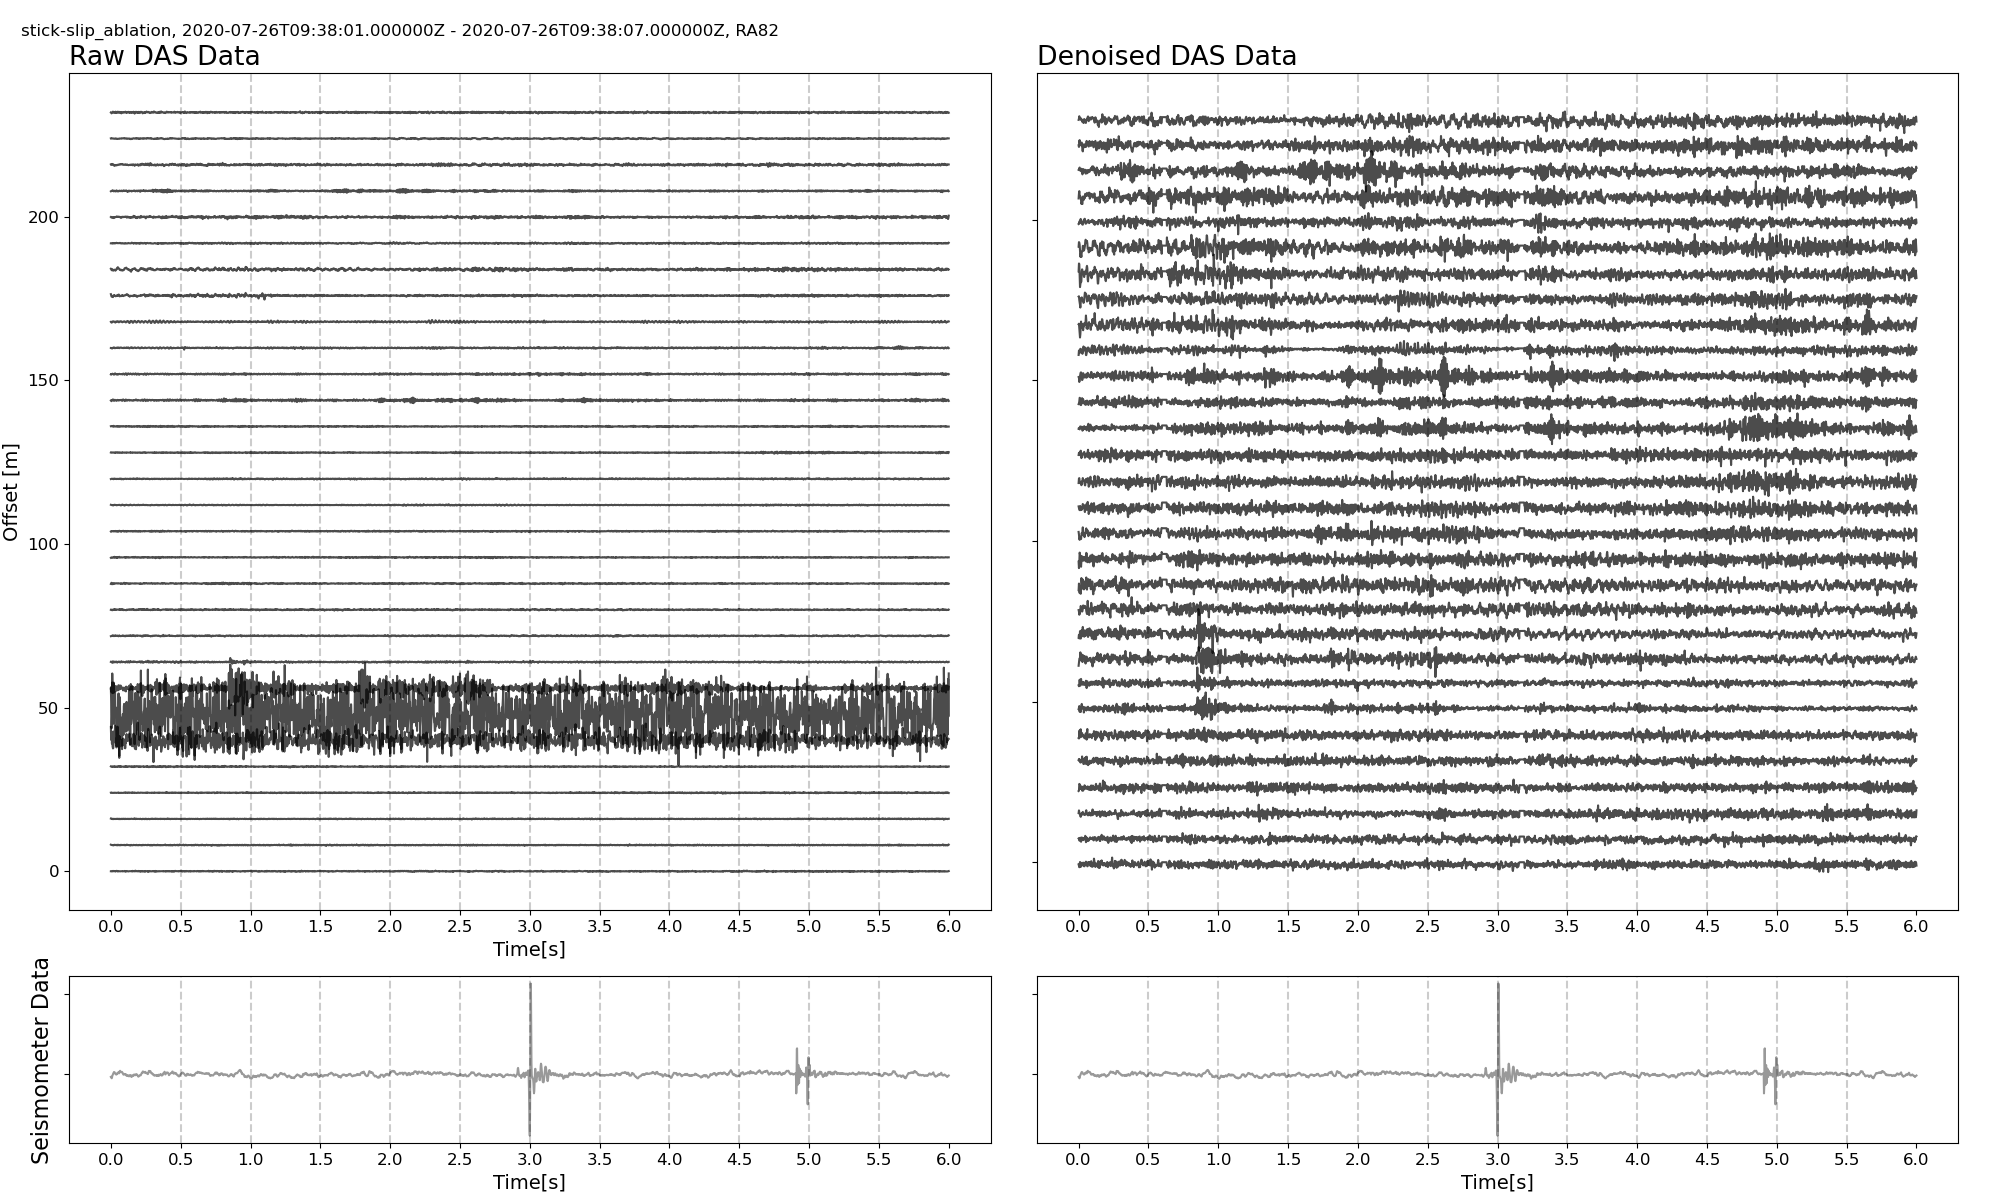 stick-slip_ablation, 2020-07-26T09:38:01.000000Z - 2020-07-26T09:38:07.000000Z, RA82
Raw DAS Data
Denoised DAS Data
Offset [m]
200
150
100
50
0
0.0 0.5 1.0 1.5 2.0 2.5 3.0 3.5 4.0 4.5 5.0 5.5 6.0
Time[s]
0.0 0.5 1.0 1.5 2.0 2.5 3.0 3.5 4.0 4.5 5.0 5.5 6.0
Seismometer Data
0.0 0.5 1.0 1.5 2.0 2.5 3.0 3.5 4.0 4.5 5.0 5.5 6.0
Time[s]
0.0 0.5 1.0 1.5 2.0 2.5 3.0 3.5 4.0 4.5 5.0 5.5 6.0
Time[s]